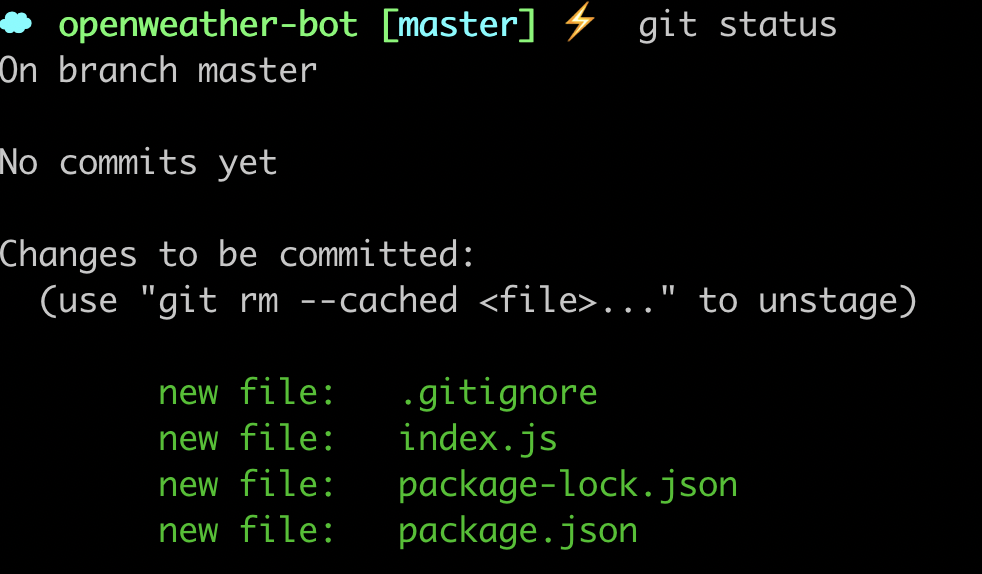 openweather-bot [master] ⚡ git status
On branch master
No commits yet
Changes to be committed:
(use "git rm --cached <file>..." to unstage)
new file: .gitignore
new file: index.js
new file: package-lock.json
new file: package.json